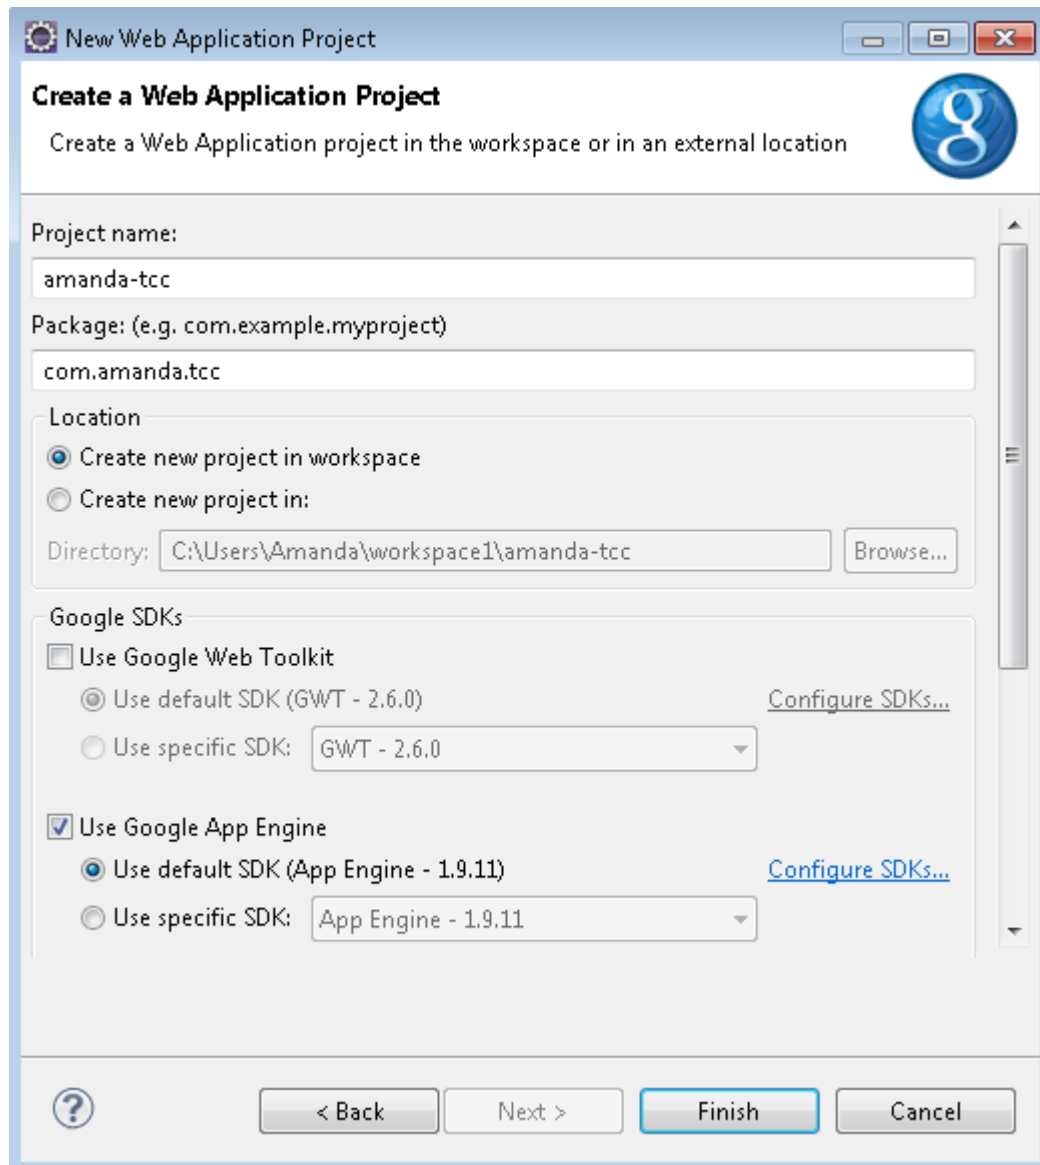 New Web Application Project
Create a Web Application Project
Create a Web Application project in the workspace or in an external location
g
Project name:
amanda-tcc
Package: (e.g. com.example.myproject)
com.amanda.tcc
Location
Create new project in workspace
Create new project in:
Directory: C:\Users\Amanda\workspace1\amanda-tcc Browse...
Google SDKs
Use Google Web Toolkit
Use default SDK (GWT - 2.6.0) Configure SDKs...
Use specific SDK: GWT - 2.6.0
Use Google App Engine
Use default SDK (App Engine - 1.9.11) Configure SDKs...
Use specific SDK: App Engine - 1.9.11
? < Back Next > Finish Cancel